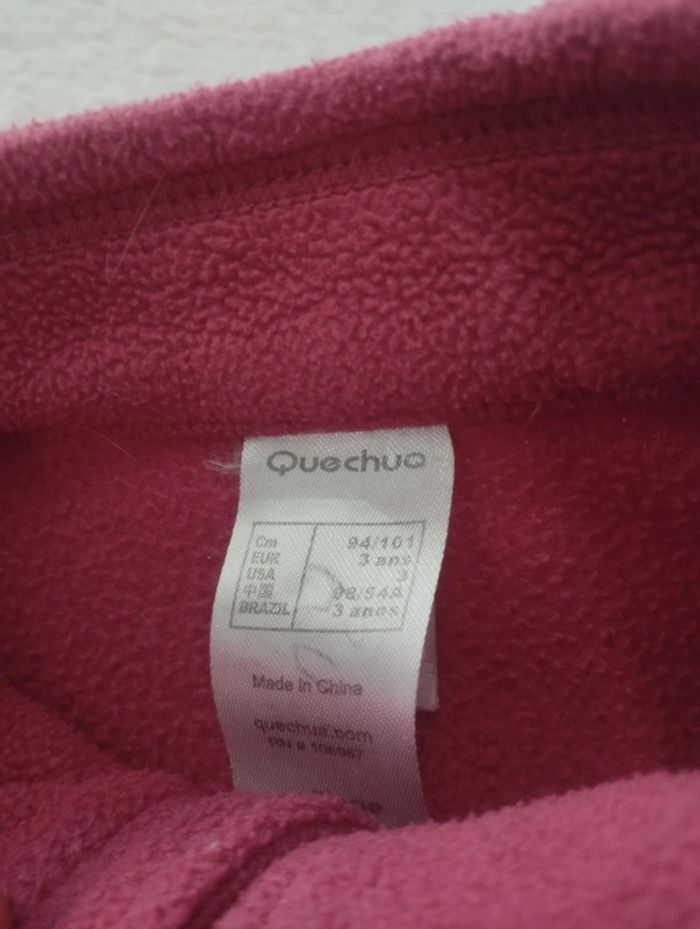 Quechua
Cm 94/101
EUR 3 ans
USA 3
中国 98/54A
BRAZIL 3 anos
Made in China
quechua.com
RN #